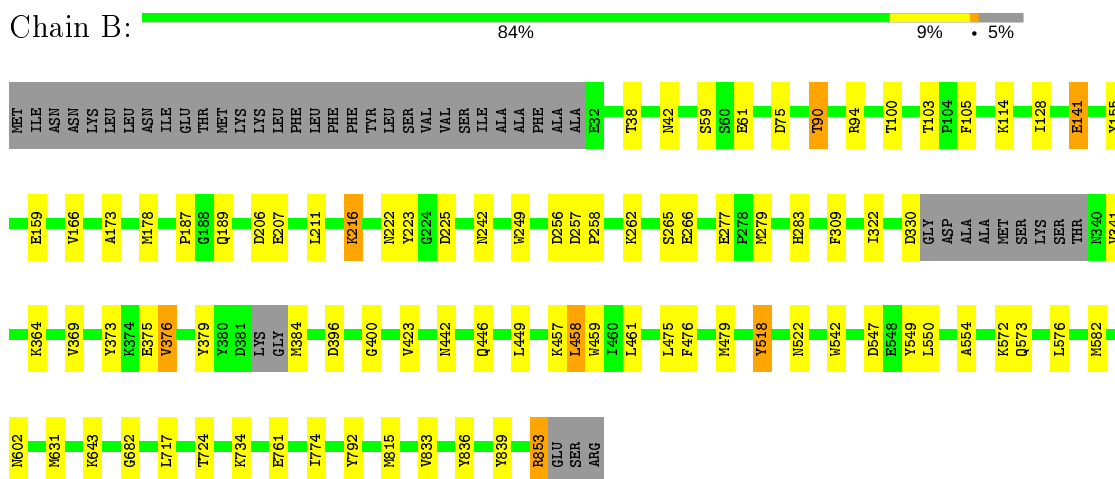 Chain B:
84% 9% • 5%
MET ILE ASN ASN LYS LEU LEU ASN ILE GLU THR MET LYS LYS LEU PHE LEU PHE PHE TYR LEU SER VAL VAL SER ILE ALA ALA PHE ALA ALA E32 T38 N42 S59 S60 E61 D75 T90 R94 T100 T103 P104 F105 K114 I128 E141
E159 V166 A173 M178 P187 G188 Q189 D206 E207 L211 K216 N222 Y223 G224 D225 N242 W249 D256 D257 P258 K262 S265 E266 E277 P278 M279 H283 F309 I322 D330 GLY ASP ALA ALA MET SER LYS SER THR N340
K364 V369 Y373 K374 E375 V376 Y379 Y380 D381 LYS GLY M384 D396 G400 V423 N442 Q446 L449 K457 L458 W459 I460 L461 L475 F476 M479 Y518 N522 W542 D547 E548 Y549 L550 A554 K572 Q573 L576 M582
N602 M631 K643 G682 L717 T724 K734 E761 I774 Y792 M815 V833 Y836 Y839 R853 GLU SER ARG